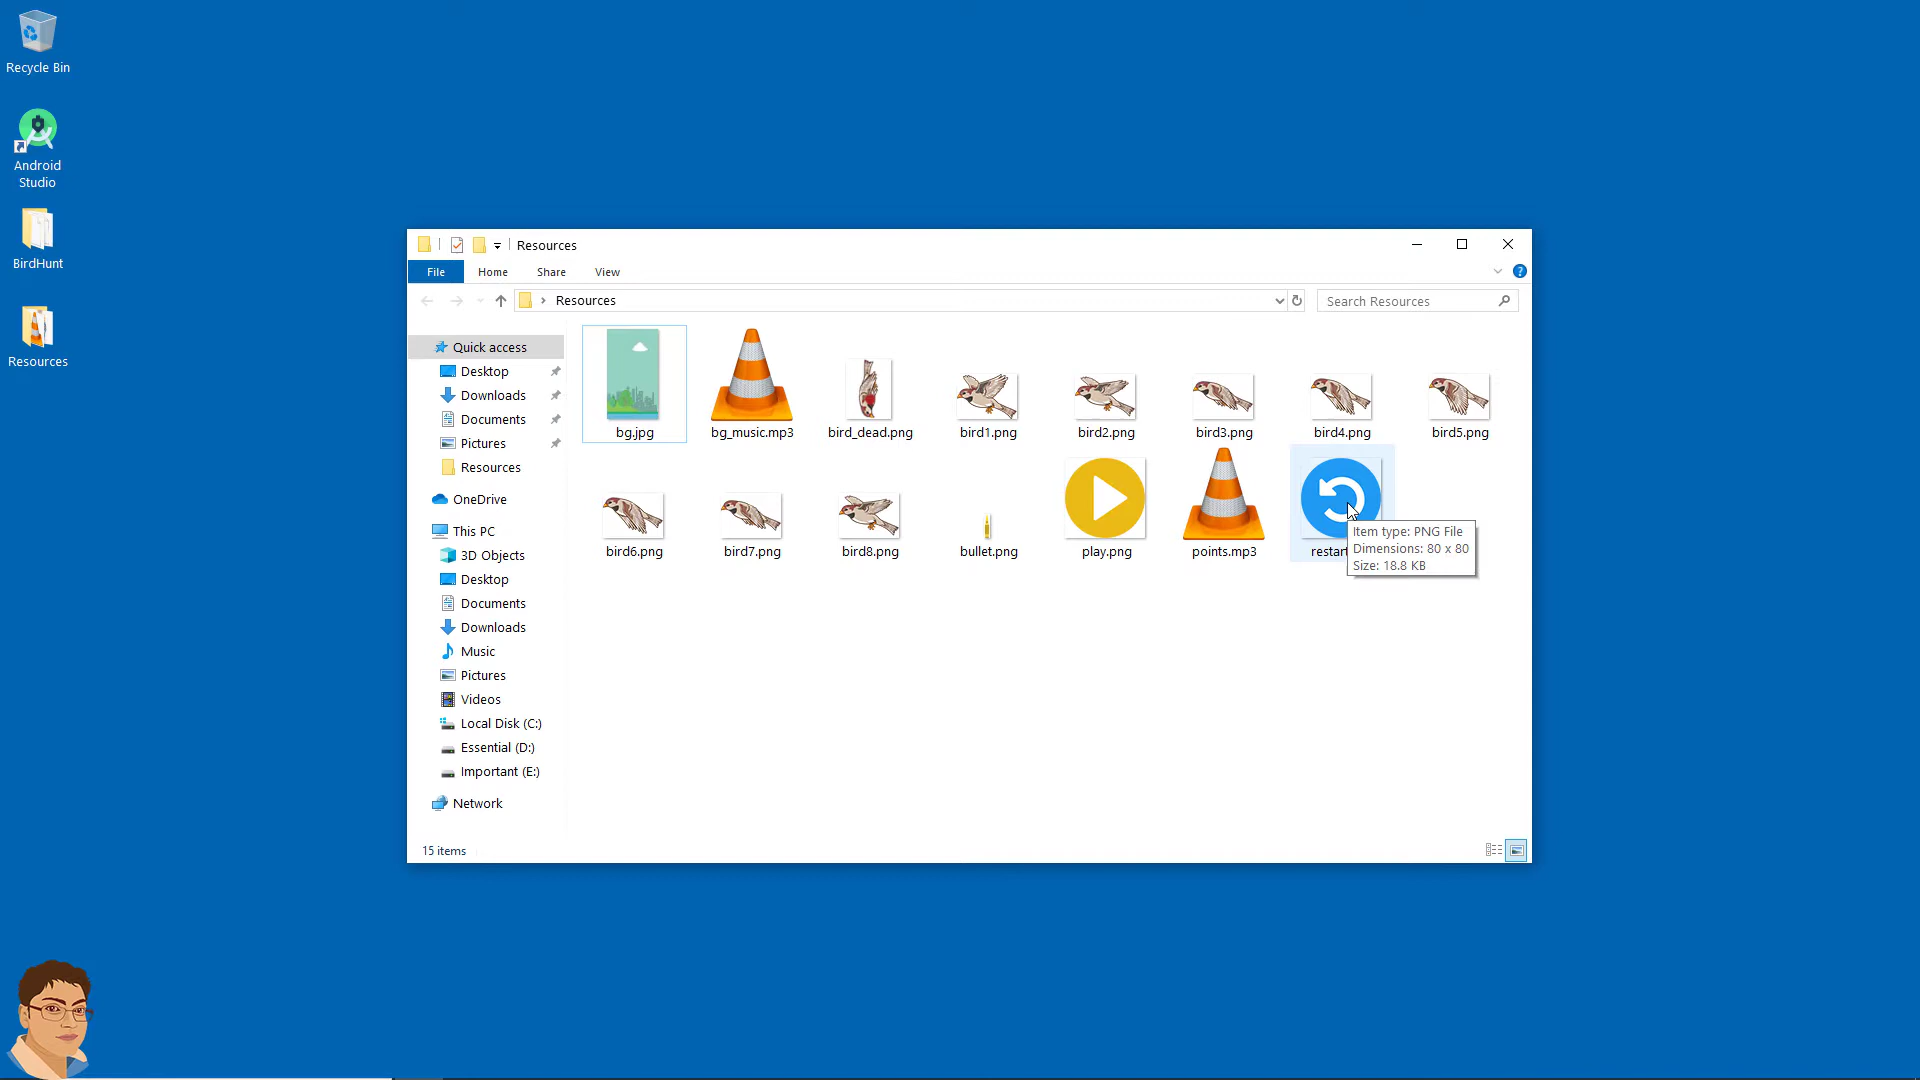 Recycle Bin
Android
Studio
BirdHunt
Resources
Resources
File
Home
Share
View
?
Resources
Search Resources
Quick access
Desktop
Downloads
Documents
Pictures
Resources
OneDrive
This PC
3D Objects
Desktop
Documents
Downloads
Music
Pictures
Videos
Local Disk (C:)
Essential (D:)
Important (E:)
Network
bg.jpg
bg_music.mp3
bird_dead.png
bird1.png
bird2.png
bird3.png
bird4.png
bird5.png
bird6.png
bird7.png
bird8.png
bullet.png
play.png
points.mp3
restart
Item type: PNG File
Dimensions: 80 x 80
Size: 18.8 KB
15 items